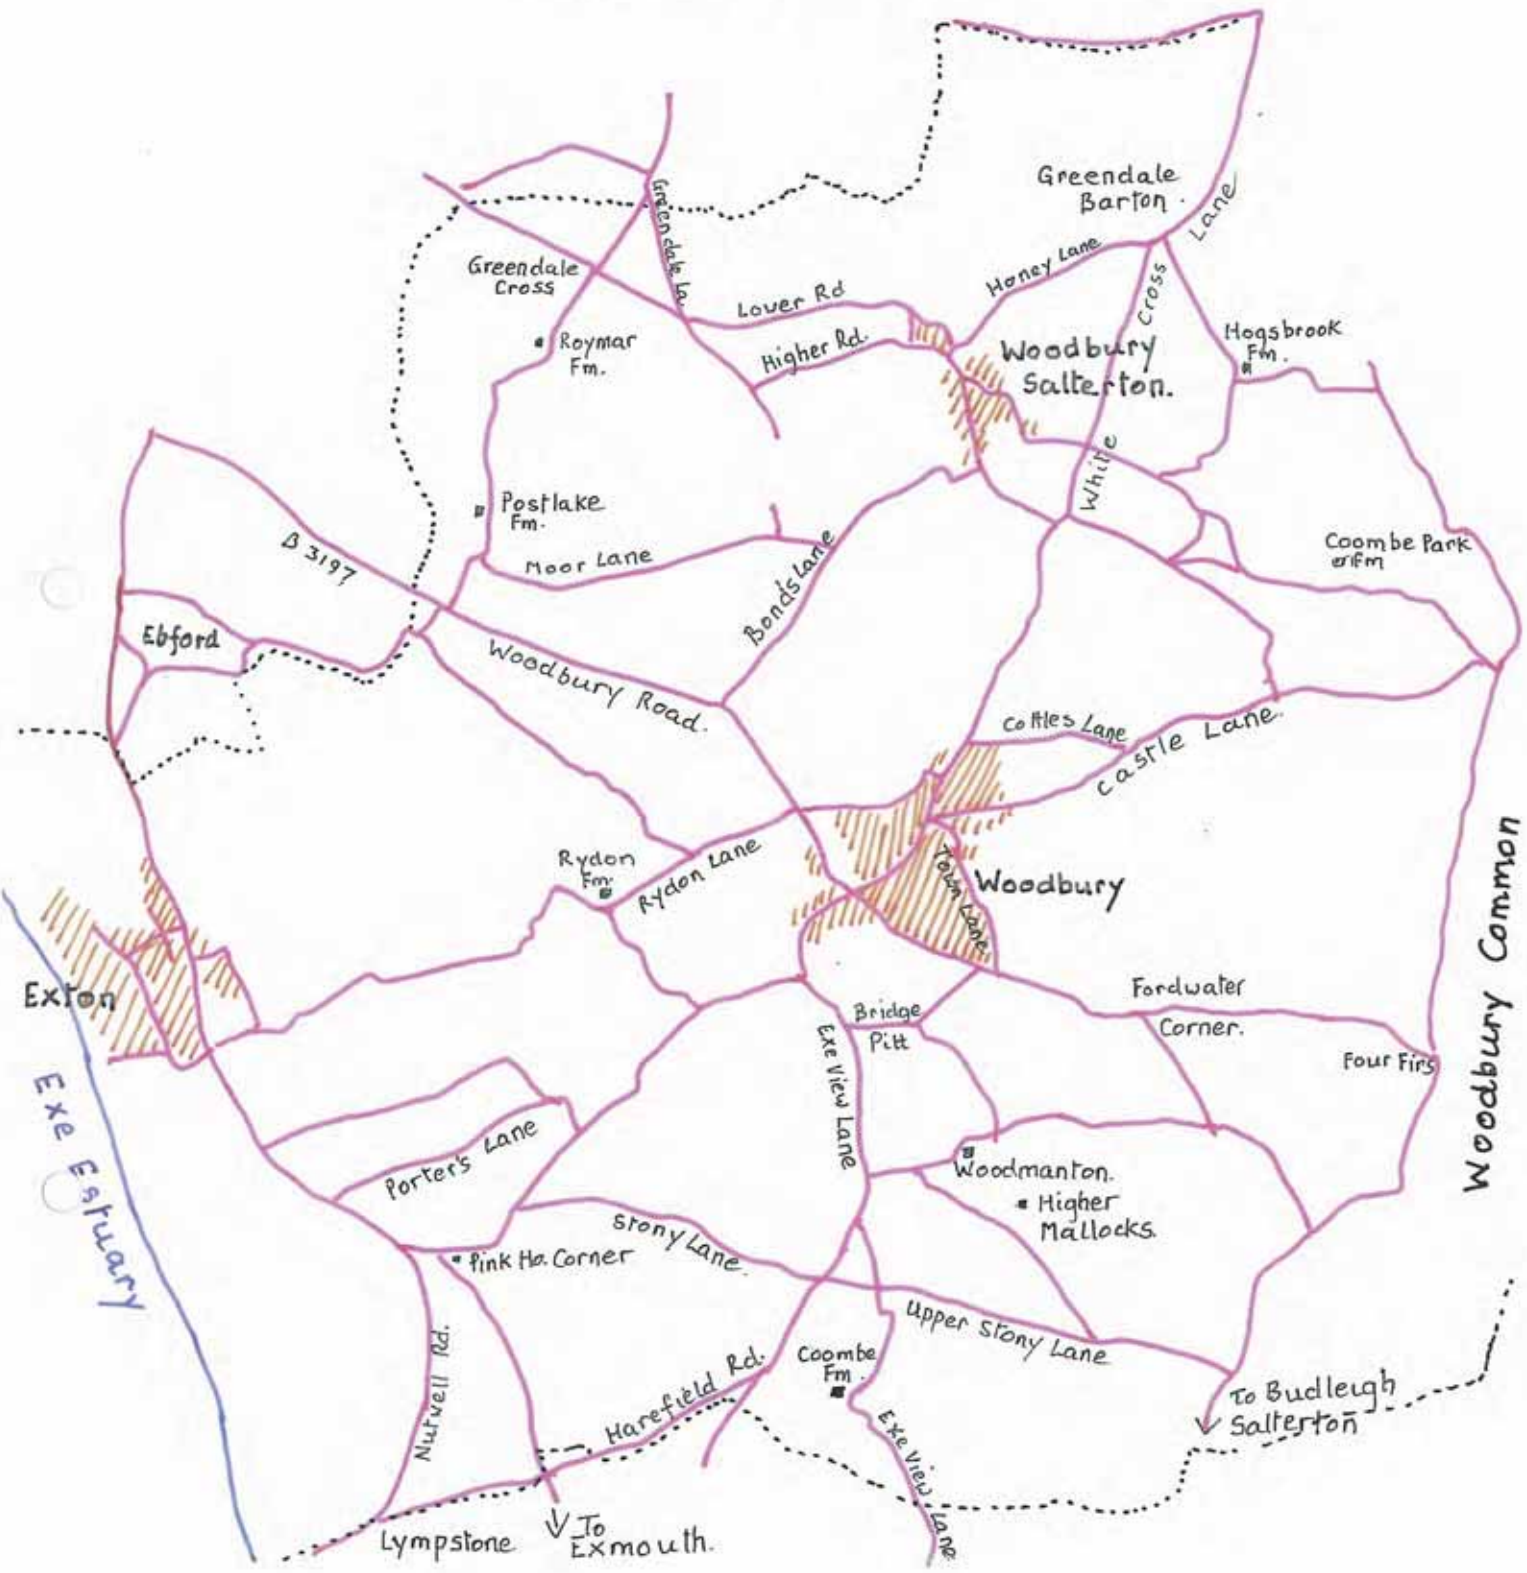 Greendale
Barton
Lane
Greendale La.
Honey Lane
Greendale
Cross
Cross
Lower Rd
Hogsbrook
Fm.
Roymar
Fm.
Higher Rd.
Woodbury
Salterton.
White
Postlake
Fm.
B 3197
Moor Lane
Coombe Park
Fm
Bonds Lane
Ebford
Woodbury Road.
Cottles Lane
Castle Lane.
Rydon
Fm.
Rydon Lane
Town Lane
Woodbury
Woodbury Common
Exton
Fordwater
Corner.
Bridge
Pitt
Four Firs
Exe View Lane
Exe Estuary
Porter's Lane
Woodmanton.
Higher
Mallocks.
Stony Lane.
Pink Ho. Corner
Upper Stony Lane
Nutwell Rd.
Coombe
Fm.
Harefield Rd.
To Budleigh
Salterton
Exe View Lane
Lympstone
To
Exmouth.